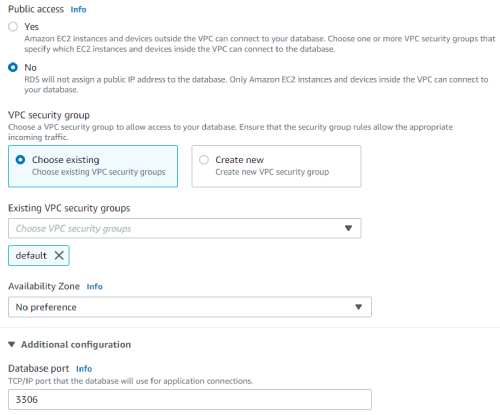 Public access Info
Yes
Amazon EC2 instances and devices outside the VPC can connect to your database. Choose one or more VPC security groups that
specify which EC2 instances and devices inside the VPC can connect to the database.
No
RDS will not assign a public IP address to the database. Only Amazon EC2 instances and devices inside the VPC can connect to
your database.
VPC security group
Choose a VPC security group to allow access to your database. Ensure that the security group rules allow the appropriate
incoming traffic.
Choose existing
Choose existing VPC security groups
Create new
Create new VPC security group
Existing VPC security groups
Choose VPC security groups
default
Availability Zone Info
No preference
Additional configuration
Database port Info
TCP/IP port that the database will use for application connections.
3306